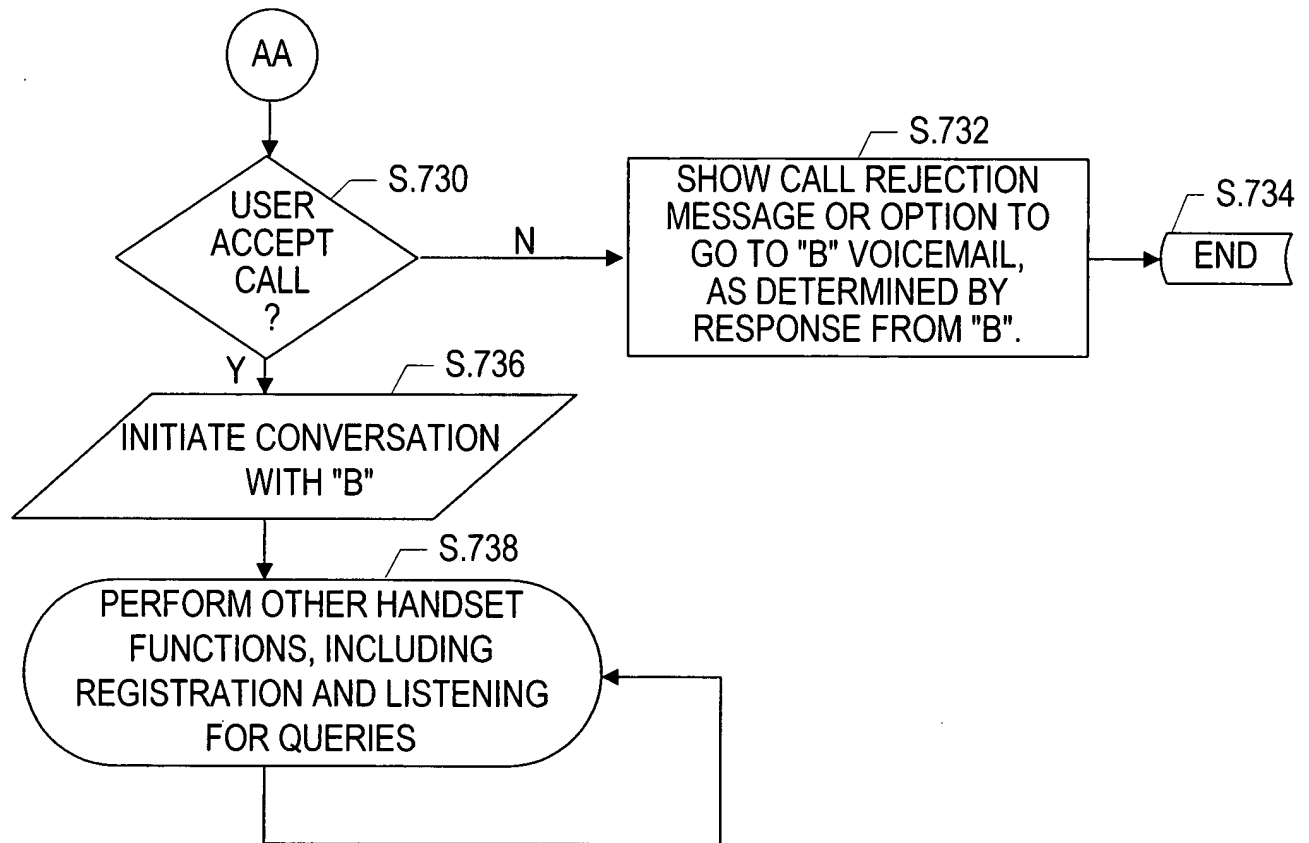 AA
S.730
USER
ACCEPT
CALL
?
N
S.732
SHOW CALL REJECTION
MESSAGE OR OPTION TO
GO TO "B" VOICEMAIL,
AS DETERMINED BY
RESPONSE FROM "B".
S.734
END
Y
S.736
INITIATE CONVERSATION
WITH "B"
S.738
PERFORM OTHER HANDSET
FUNCTIONS, INCLUDING
REGISTRATION AND LISTENING
FOR QUERIES